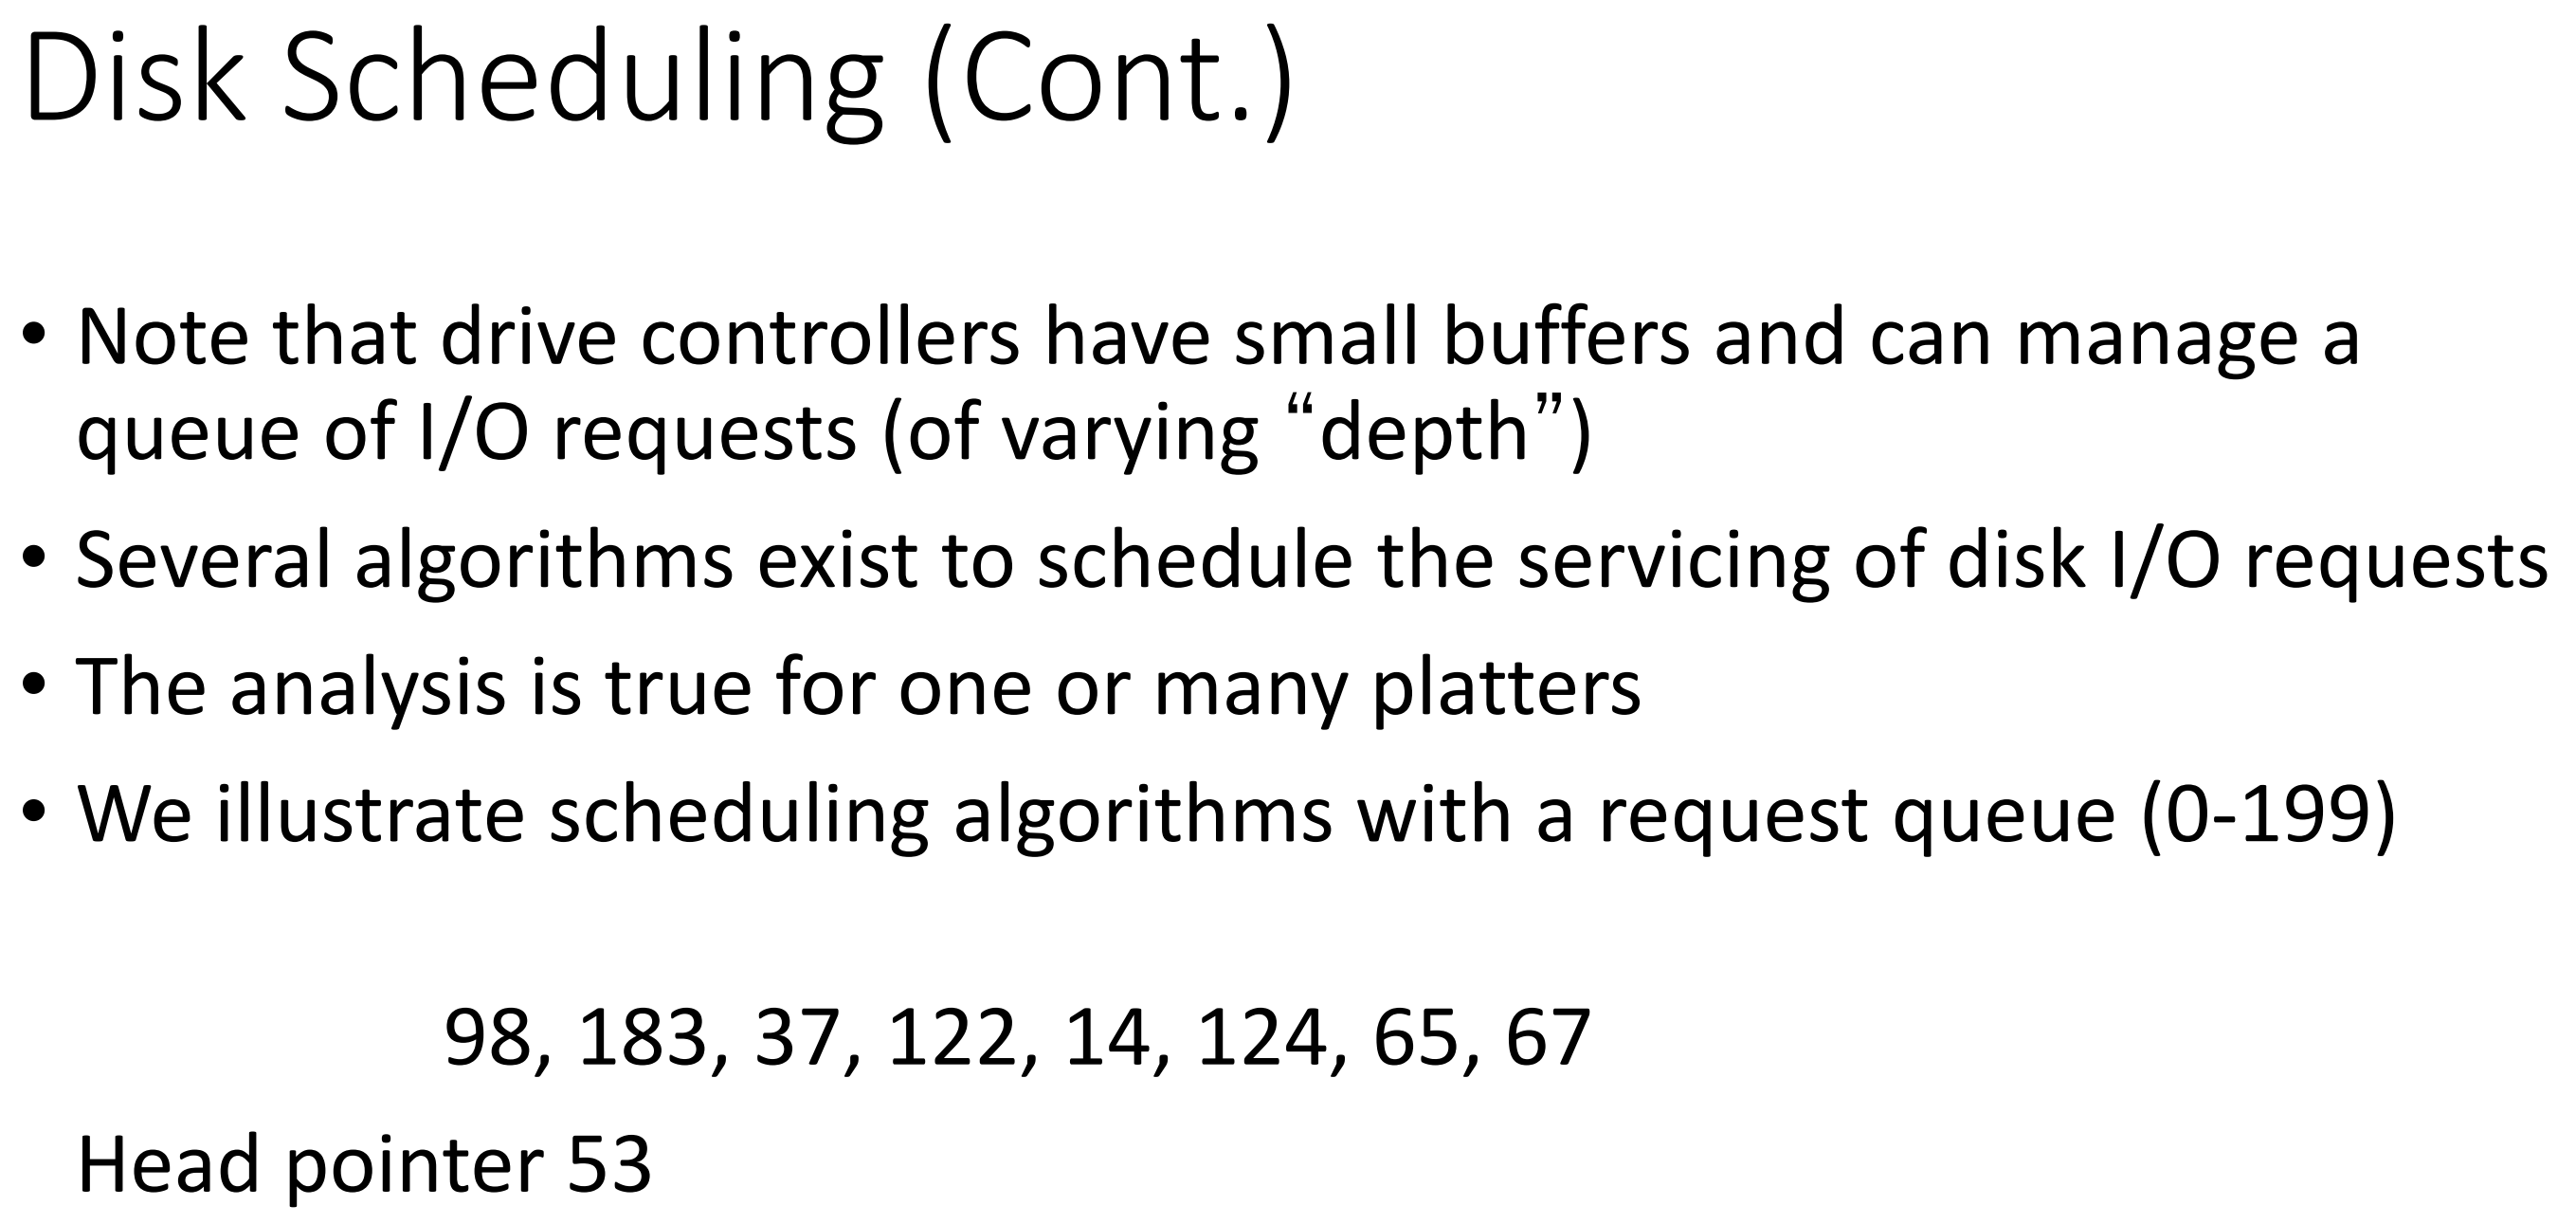 Disk Scheduling (Cont.)
• Note that drive controllers have small buffers and can manage a
queue of I/O requests (of varying “depth”)
• Several algorithms exist to schedule the servicing of disk I/O requests
• The analysis is true for one or many platters
• We illustrate scheduling algorithms with a request queue (0-199)
98, 183, 37, 122, 14, 124, 65, 67
Head pointer 53